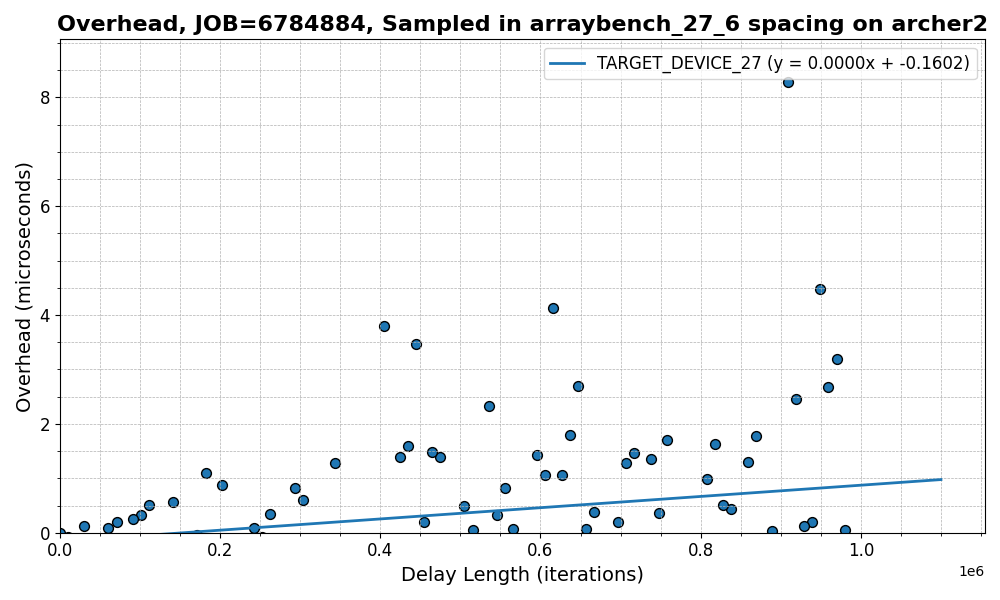 Overhead, JOB=6784884, Sampled in arraybench_27_6 spacing on archer2
TARGET_DEVICE_27 (y = 0.0000x + -0.1602)
Overhead (microseconds)
8
6
4
2
0
0.0 0.2 0.4 0.6 0.8 1.0
1e6
Delay Length (iterations)